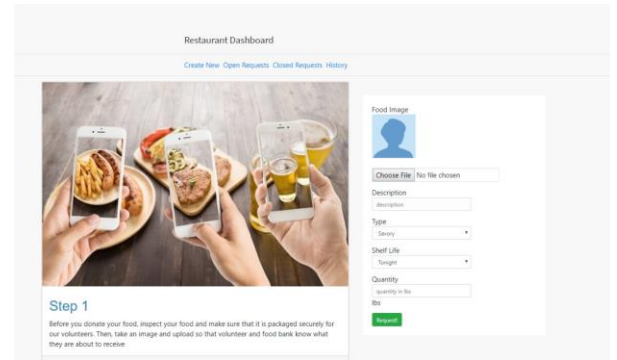 Restaurant Dashboard
Create New Open Requests Closed Requests History
Food Image
Choose File No file chosen
Description
description
Type
Savory
Shelf Life
Tonight
Quantity
quantity in lbs
lbs
Request!
Step 1
Before you donate your food, inspect your food and make sure that it is packaged securely for
our volunteers. Then, take an image and upload so that volunteer and food bank know what
they are about to receive